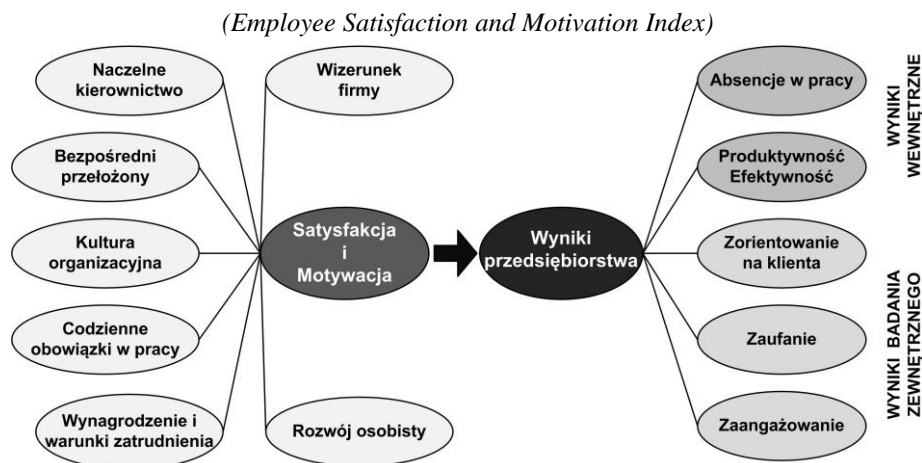 (Employee Satisfaction and Motivation Index)
Naczelne
kierownictwo
Wizerunek
firmy
Absencje w pracy
WYNIKI
WEWNĘTRZNE
Bezpośredni
przełożony
Produktywność
Efektywność
Kultura
organizacyjna
Satysfakcja
i
Motywacja
Wyniki
przedsiębiorstwa
Zorientowanie
na klienta
Codzienne
obowiązki w pracy
Zaufanie
WYNIKI BADANIA
ZEWNĘTRZNEGO
Wynagrodzenie i
warunki zatrudnienia
Rozwój osobisty
Zaangażowanie